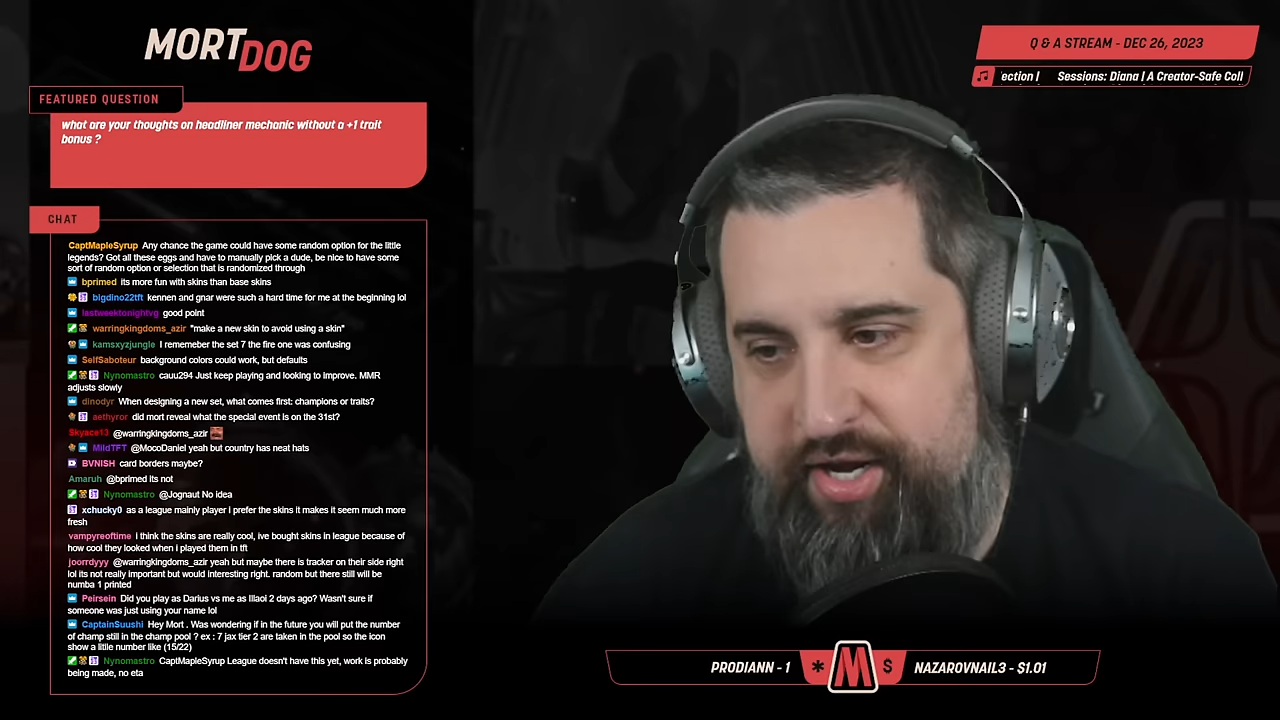 MORTDOG
Q & A STREAM - DEC 26, 2023
ection | Sessions: Diana | A Creator-Safe Coll
FEATURED QUESTION
what are your thoughts on headliner mechanic without a +1 trait
bonus ?
CHAT
CaptMapleSyrup Any chance the game could have some random option for the little
legends? Got all these eggs and have to manually pick a dude, be nice to have some
sort of random option or selection that is randomized through
bprimed its more fun with skins than base skins
bigdino22tft kennen and gnar were such a hard time for me at the beginning lol
lastweektonightvg good point
warringkingdoms_azir "make a new skin to avoid using a skin"
kamsxyzjungle I rememeber the set 7 the fire one was confusing
SelfSaboteur background colors could work, but defaults
Nynomastro cauu294 Just keep playing and looking to improve. MMR
adjusts slowly
dinodyr When designing a new set, what comes first: champions or traits?
aethyror did mort reveal what the special event is on the 31st?
Skyace13 @warringkingdoms_azir
MildTFT @MocoDaniel yeah but country has neat hats
BVNISH card borders maybe?
Amaruh @bprimed its not
Nynomastro @Jognaut No idea
xchucky0 as a league mainly player i prefer the skins it makes it seem much more
fresh
vampyreoftime i think the skins are really cool, ive bought skins in league because of
how cool they looked when i played them in tft
joorrdyyy @warringkingdoms_azir yeah but maybe there is tracker on their side right
lol its not really important but would interesting right. random but there still will be
numba 1 printed
Peirsein Did you play as Darius vs me as Illaoi 2 days ago? Wasn't sure if
someone was just using your name lol
CaptainSuushi Hey Mort . Was wondering if in the future you will put the number
of champ still in the champ pool ? ex : 7 jax tier 2 are taken in the pool so the icon
show a litlle number like (15/22)
Nynomastro CaptMapleSyrup League doesn't have this yet, work is probably
being made, no eta
PRODIANN - 1 * M $ NAZAROVNAIL3 - $1.01